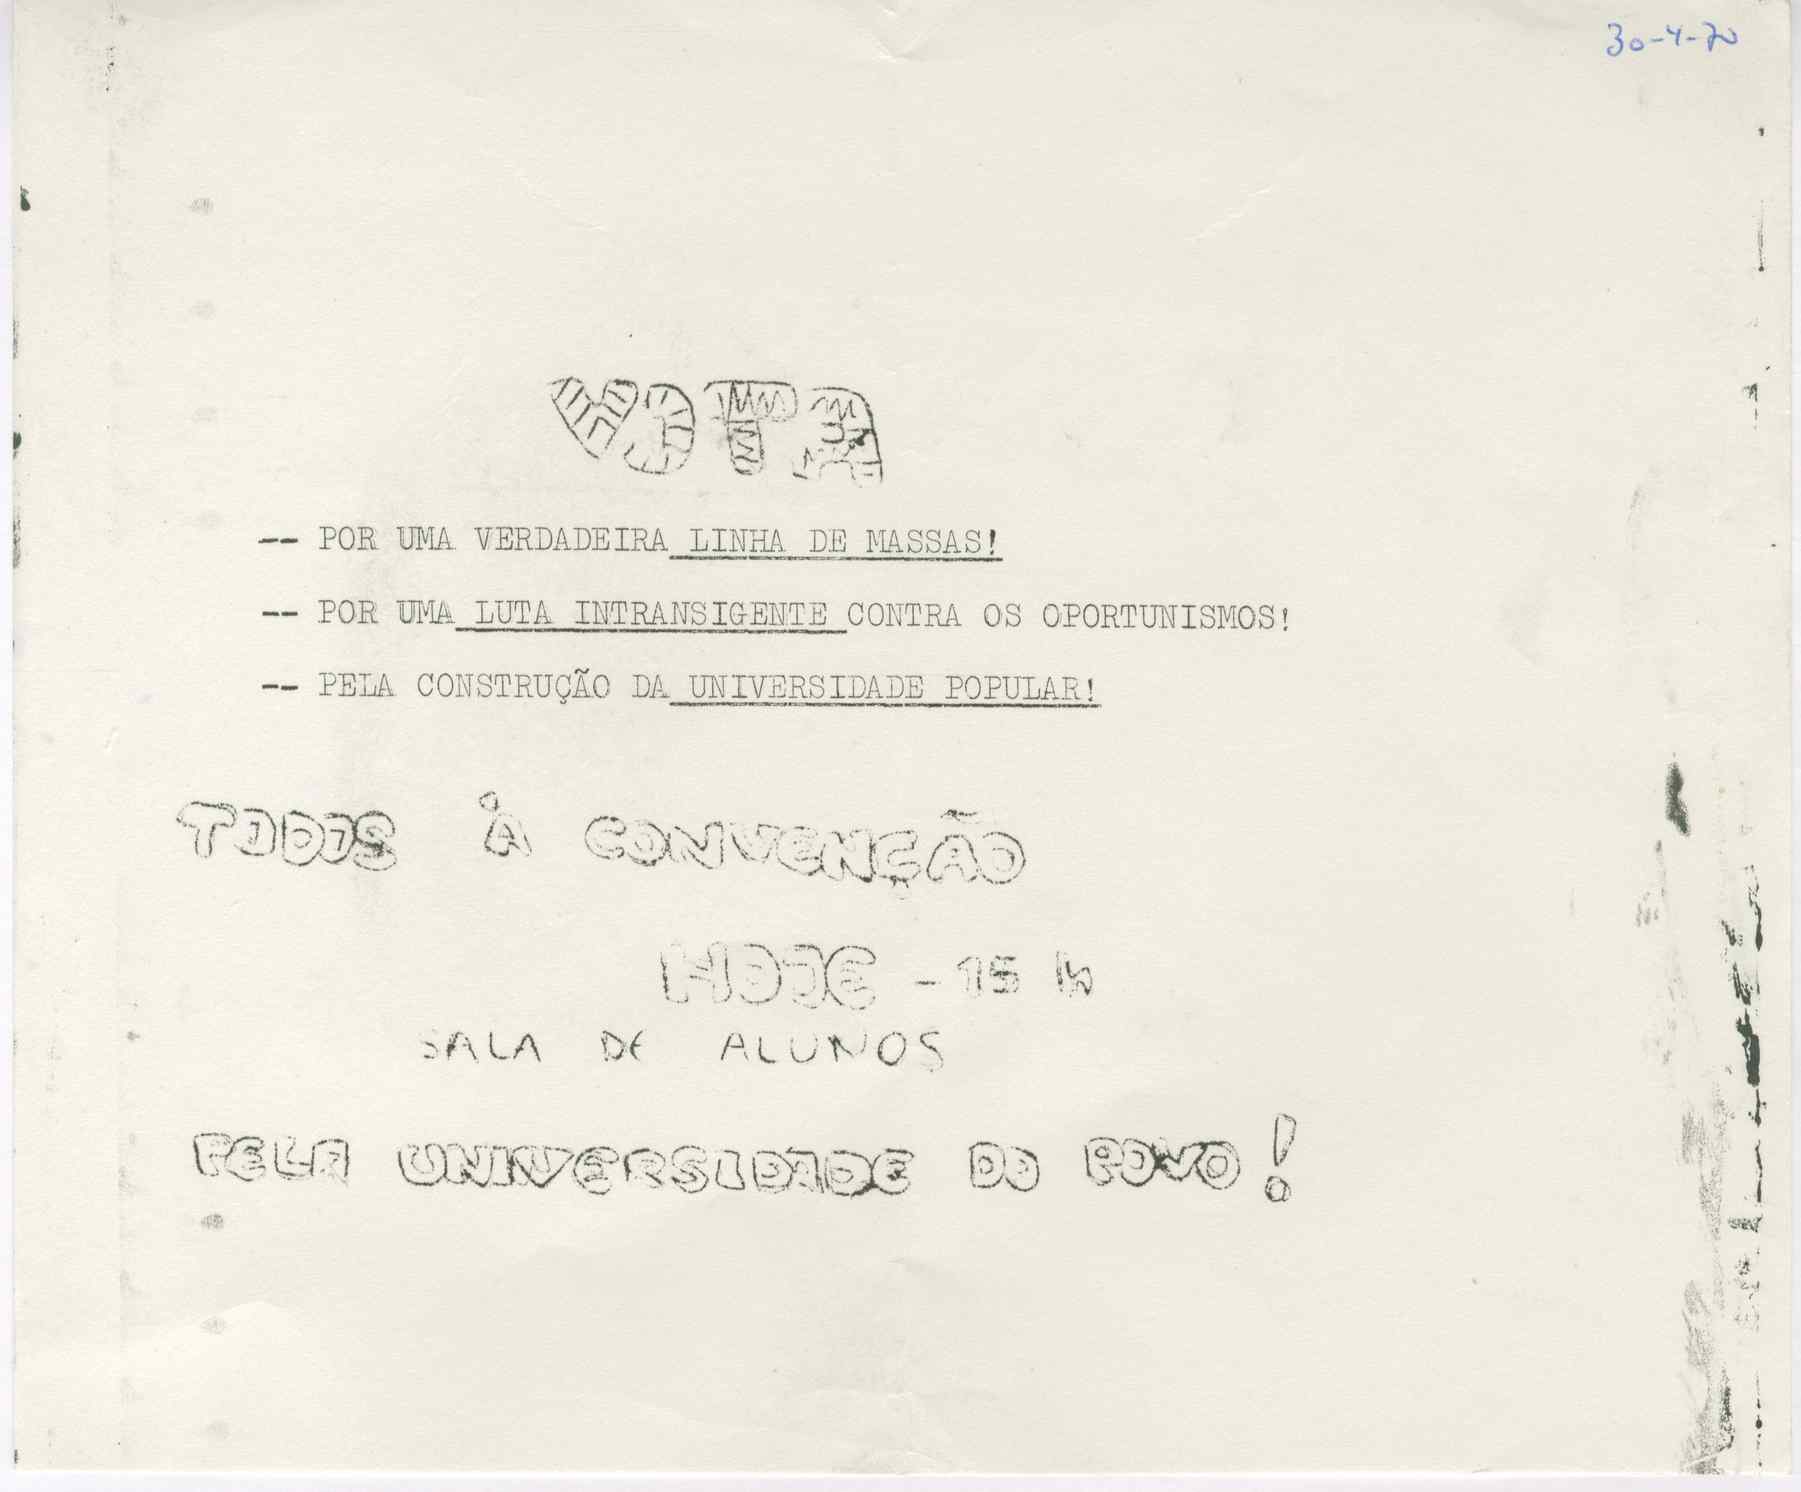 30-4-70
VOTA
-- POR UMA VERDADEIRA LINHA DE MASSAS!
-- POR UMA LUTA INTRANSIGENTE CONTRA OS OPORTUNISMOS!
-- PELA CONSTRUÇÃO DA UNIVERSIDADE POPULAR!
TODOS À CONVENÇÃO
HOJE - 15 h
SALA DE ALUNOS
PELA UNIVERSIDADE DO POVO!